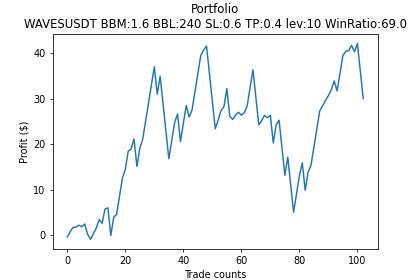 Portfolio
WAVESUSDT BBM:1.6 BBL:240 SL:0.6 TP:0.4 lev:10 WinRatio:69.0
40
30
20
10
0
Profit ($)
0 20 40 60 80 100
Trade counts